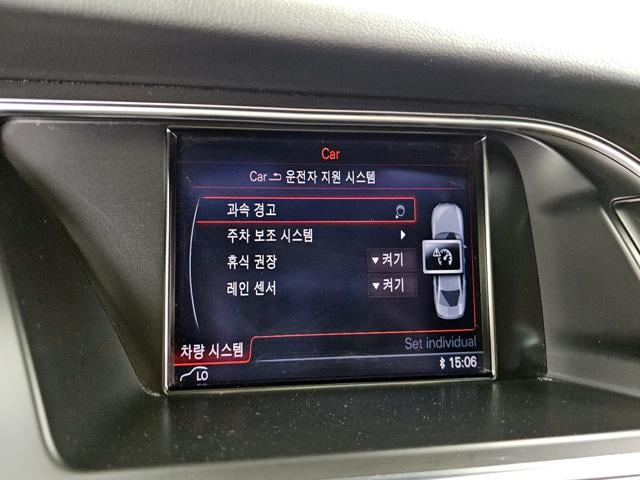 Car
Car 운전자 지원 시스템
과속 경고
주차 보조 시스템
휴식 권장 ▼켜기
레인 센서 ▼켜기
차량 시스템 Set individual
LO 15:06